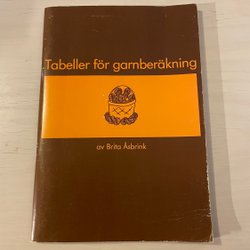 Tabeller för garnberäkning
av Brita Åsbrink